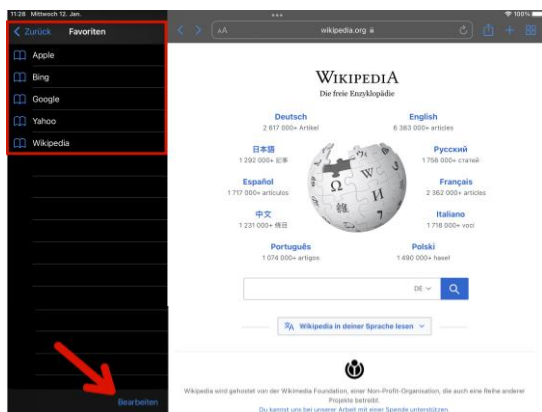 11:28 Mittwoch 12. Jan.
100%
Zurück Favoriten
AA
wikipedia.org
Apple
Bing
Google
Yahoo
Wikipedia
Bearbeiten
WIKIPEDIA
Die freie Enzyklopädie
Deutsch
2 617 000+ Artikel
English
6 383 000+ articles
日本語
1 292 000+ 記事
Русский
1 756 000+ статей
Español
1 717 000+ artículos
Français
2 362 000+ articles
中文
1 231 000+ 條目
Italiano
1 718 000+ voci
Português
1 074 000+ artigos
Polski
1 490 000+ haseł
Ω W И 維 7
DE
Wikipedia in deiner Sprache lesen
Wikipedia wird gehostet von der Wikimedia Foundation, einer Non-Profit-Organisation, die auch eine Reihe anderer
Projekte betreibt.
Du kannst uns bei unserer Arbeit mit einer Spende unterstützen.